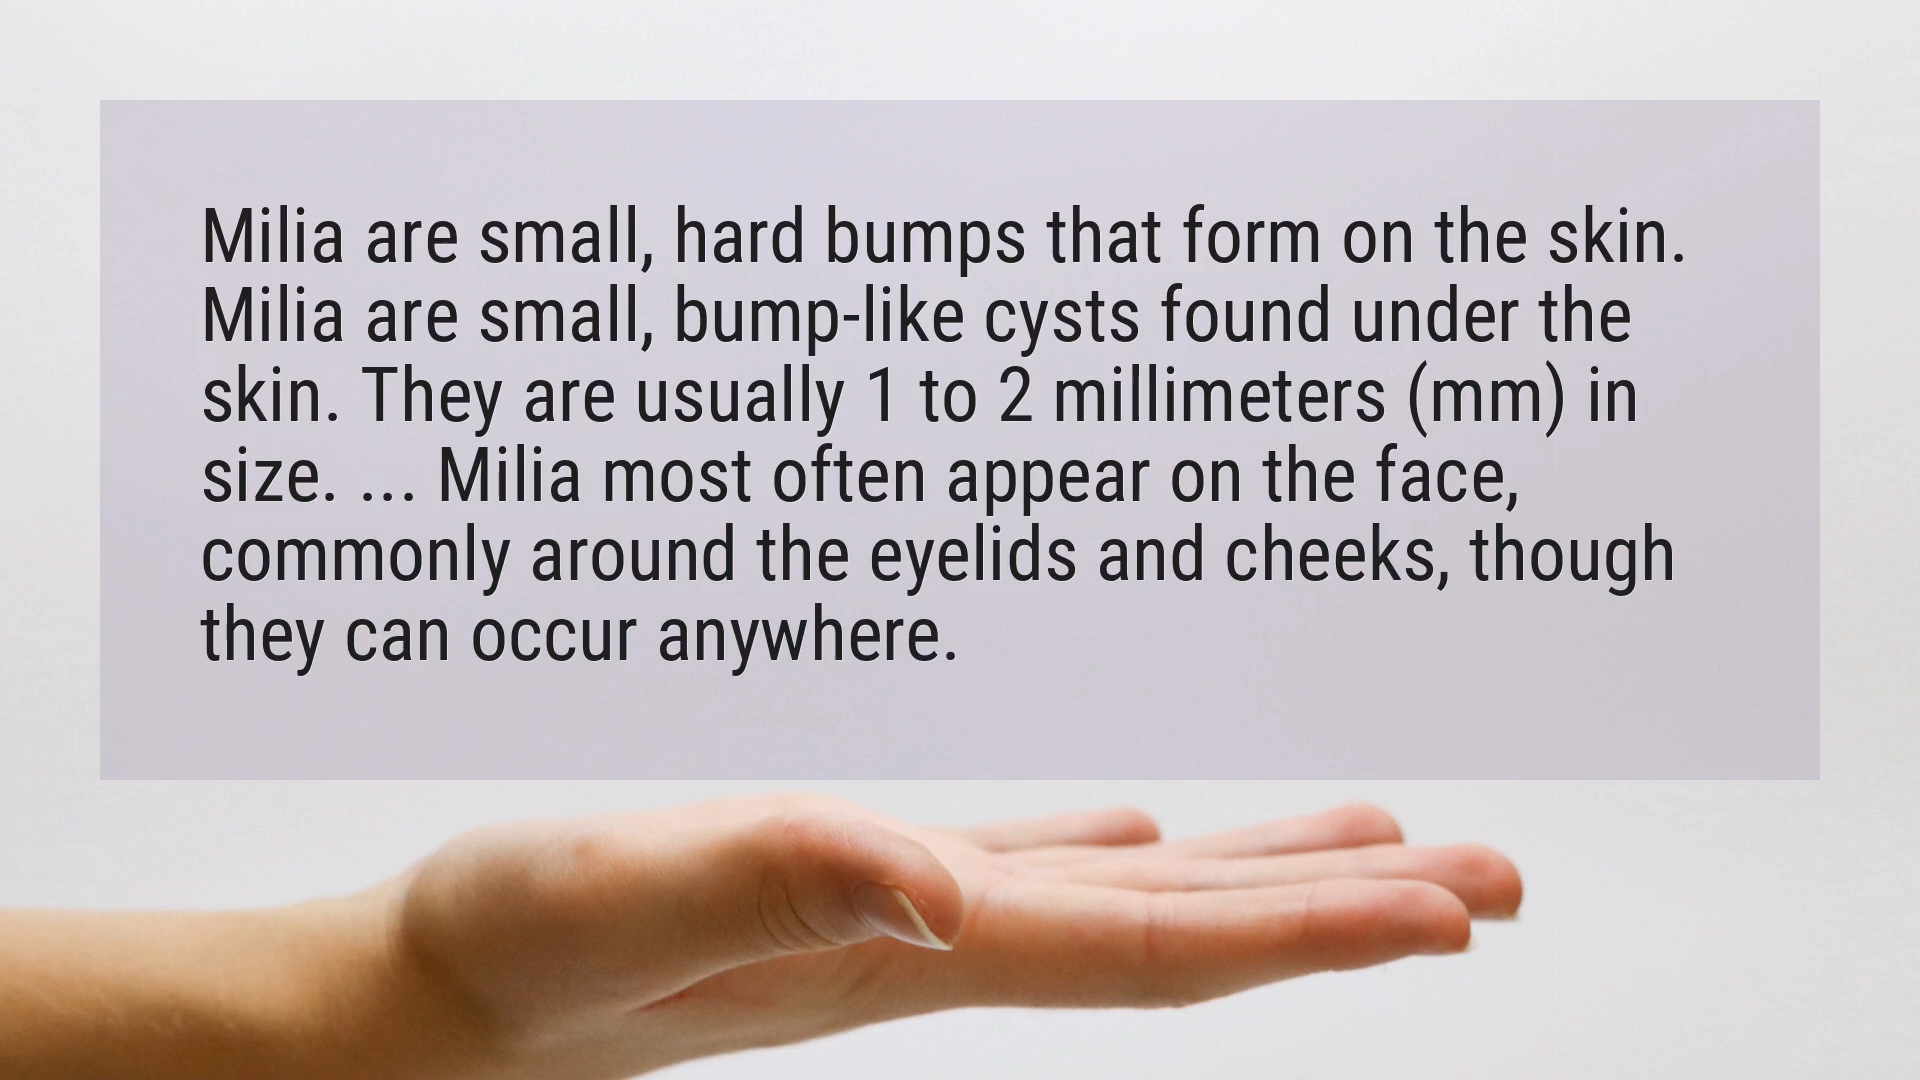 Milia are small, hard bumps that form on the skin.
Milia are small, bump-like cysts found under the
skin. They are usually 1 to 2 millimeters (mm) in
size. ... Milia most often appear on the face,
commonly around the eyelids and cheeks, though
they can occur anywhere.